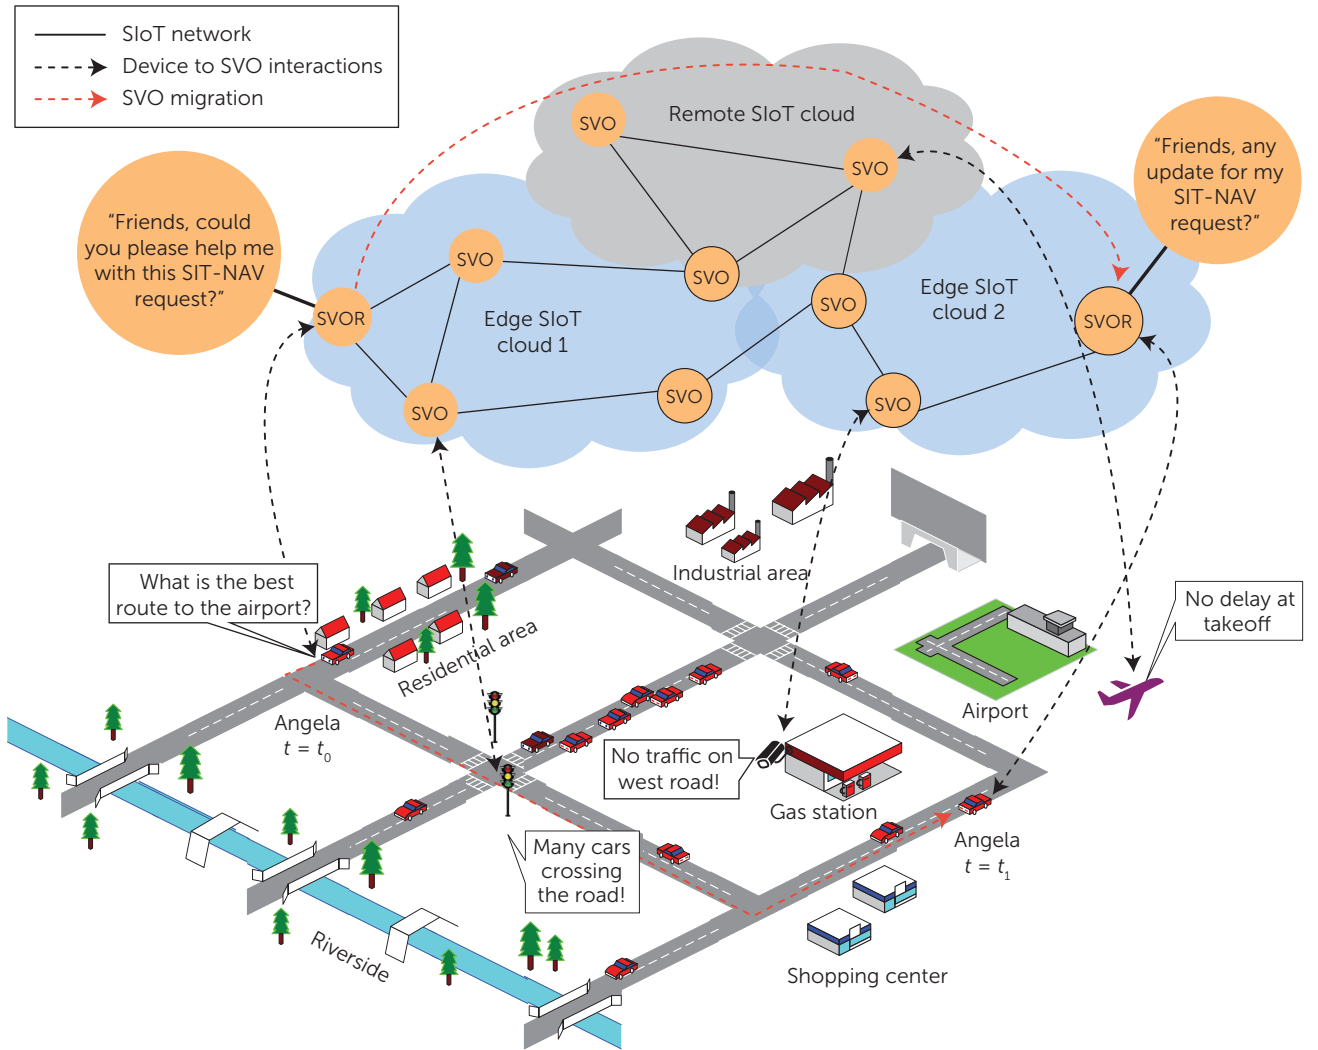 SIoT network
Device to SVO interactions
SVO migration
Remote SIoT cloud
SVO
SVO
“Friends, any
update for my
SIT-NAV
request?”
“Friends, could
you please help me
with this SIT-NAV
request?”
SVO
SVO
SVO
SVOR
SVOR
Edge SIoT
cloud 1
Edge SIoT
cloud 2
SVO
SVO
SVO
What is the best
route to the airport?
Industrial area
No delay at
takeoff
Residential area
Airport
Angela
t = t0
No traffic on
west road!
Gas station
Many cars
crossing
the road!
Angela
t = t1
Riverside
Shopping center